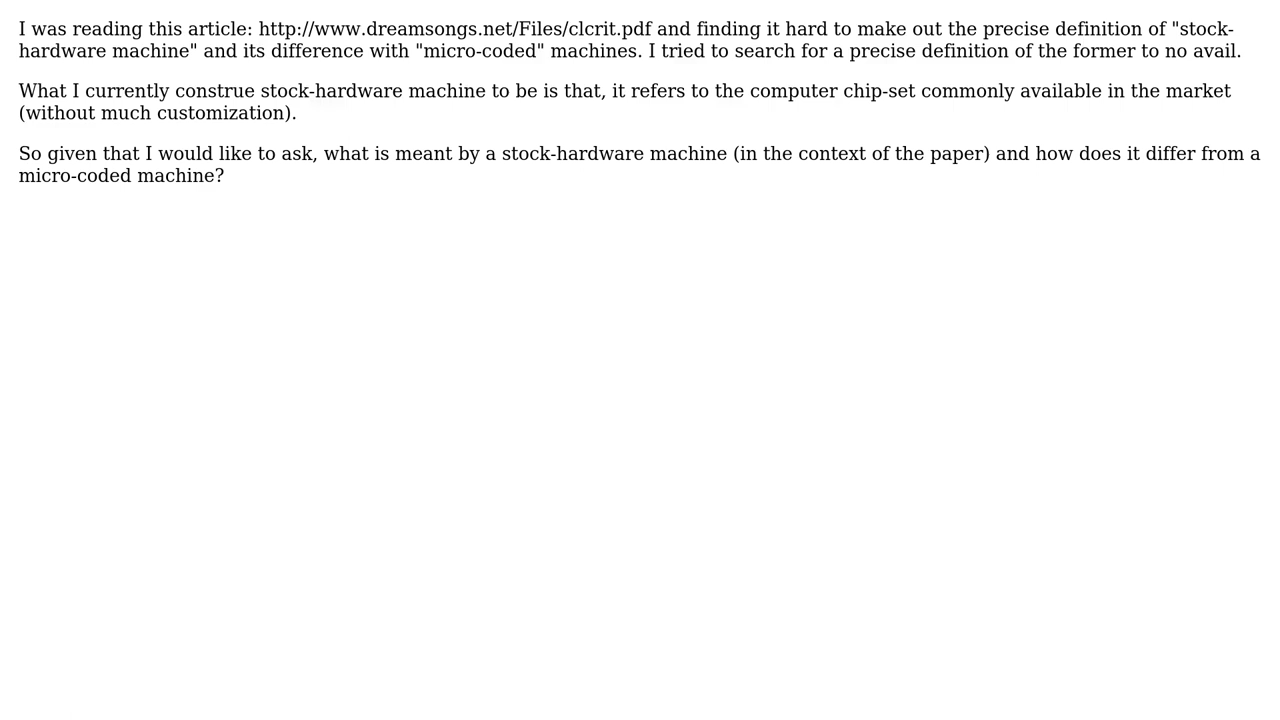 I was reading this article: http://www.dreamsongs.net/Files/clcrit.pdf and finding it hard to make out the precise definition of "stock-
hardware machine" and its difference with "micro-coded" machines. I tried to search for a precise definition of the former to no avail.
What I currently construe stock-hardware machine to be is that, it refers to the computer chip-set commonly available in the market
(without much customization).
So given that I would like to ask, what is meant by a stock-hardware machine (in the context of the paper) and how does it differ from a
micro-coded machine?